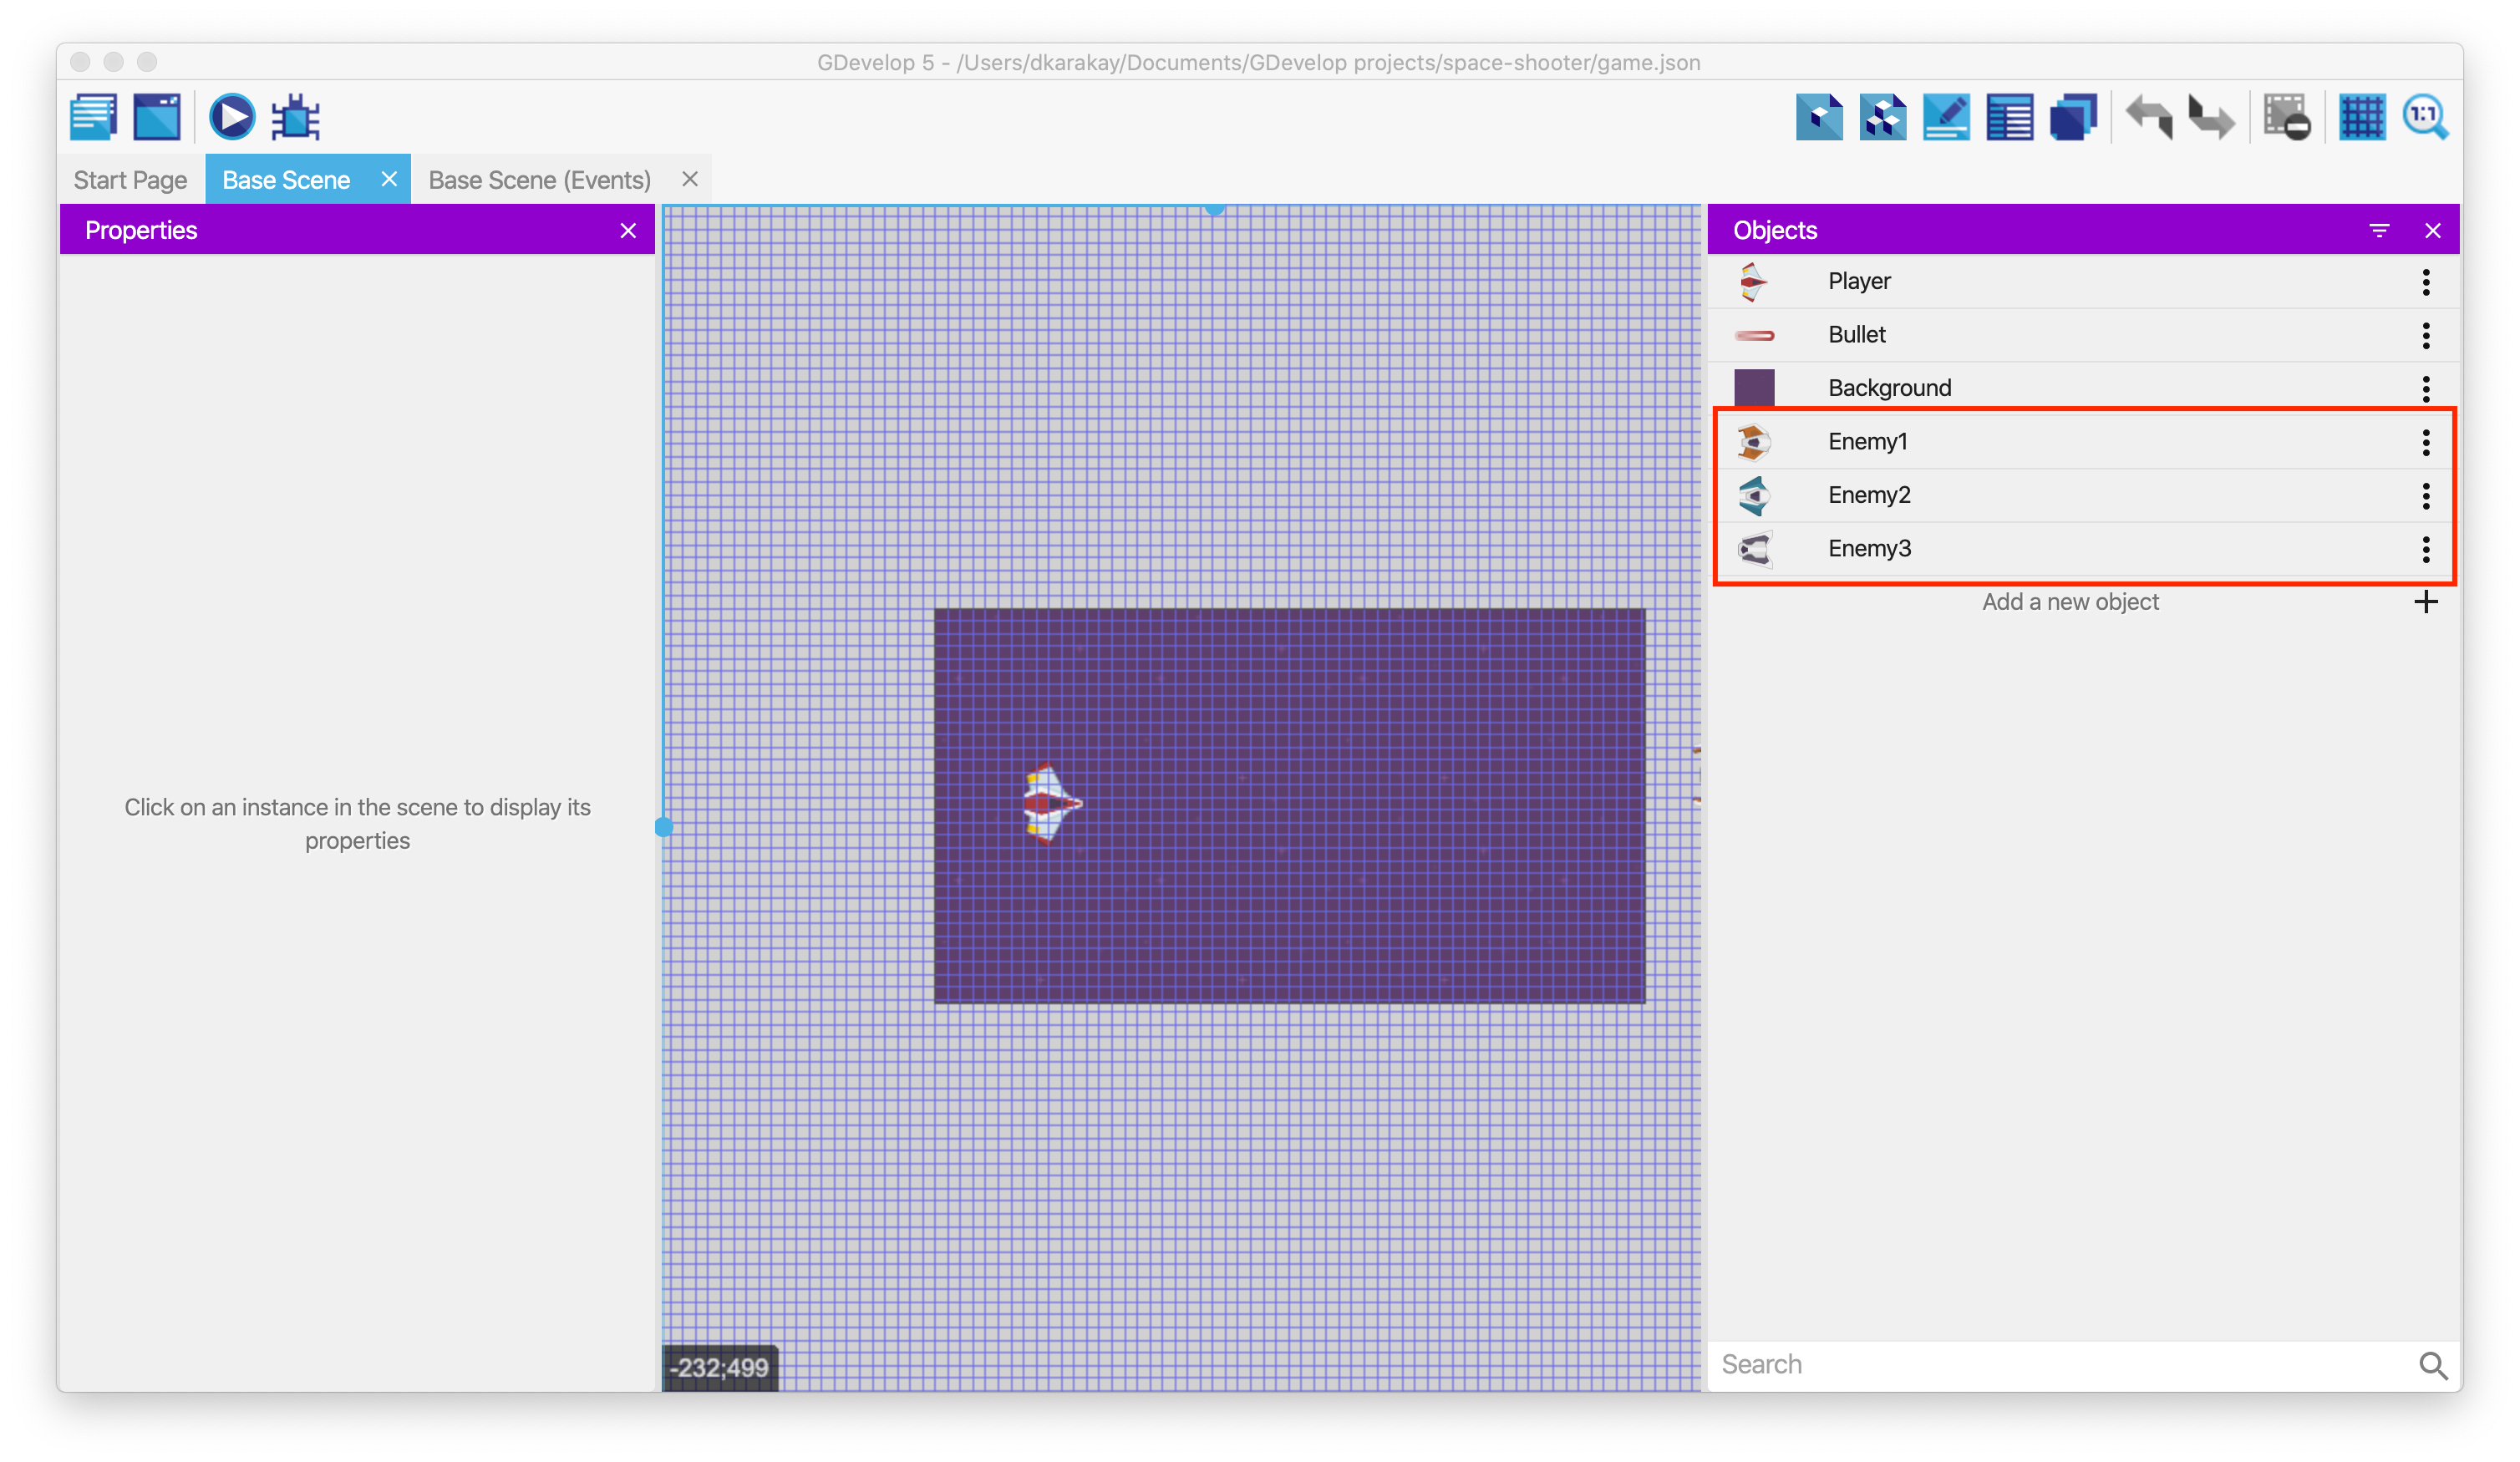 GDevelop 5 - /Users/dkarakay/Documents/GDevelop projects/space-shooter/game.json
1:1
Start Page
Base Scene
Base Scene (Events)
Properties
Objects
Player
Bullet
Background
Enemy1
Enemy2
Enemy3
Add a new object
Click on an instance in the scene to display its
properties
-232;499
Search